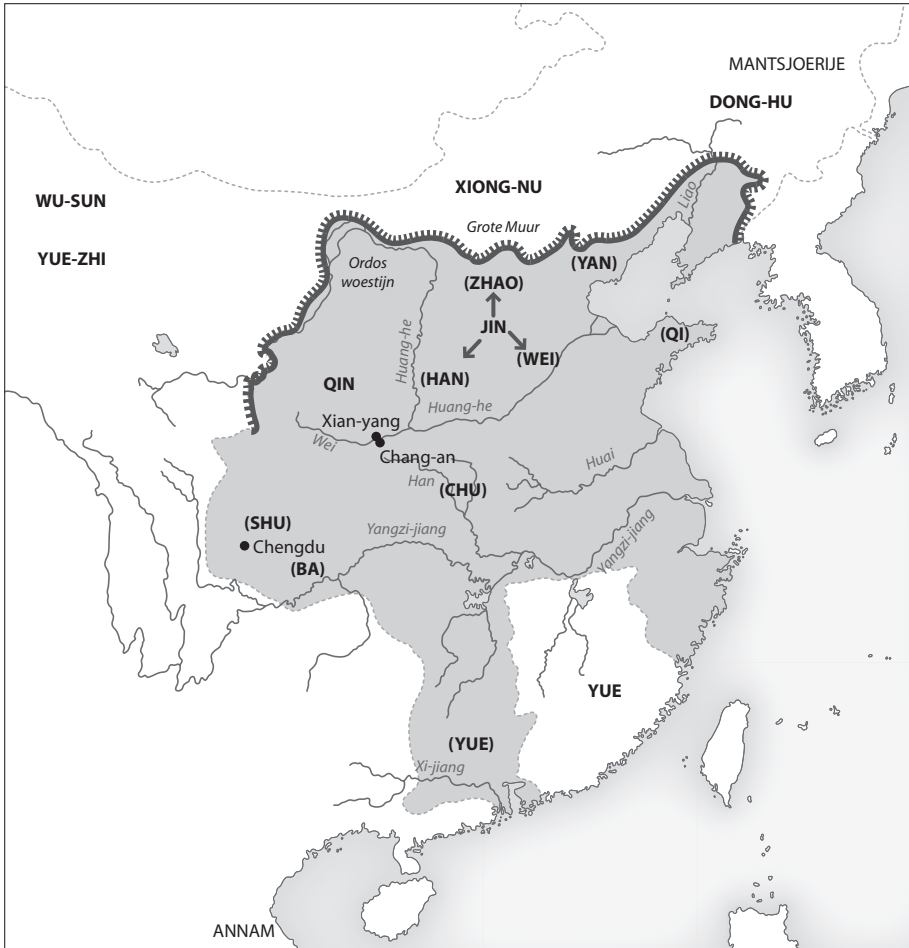 MANTSJOERIJE
DONG-HU
WU-SUN
XIONG-NU
Liao
Grote Muur
YUE-ZHI
Ordos
woestijn
(YAN)
(ZHAO)
JIN
(QI)
Huang-he
(WEI)
(HAN)
QIN
Huang-he
Xian-yang
Wei
Chang-an
Huai
Han
(CHU)
(SHU)
Yangzi-jiang
Yangzi-jiang
Chengdu
(BA)
YUE
(YUE)
Xi-jiang
ANNAM